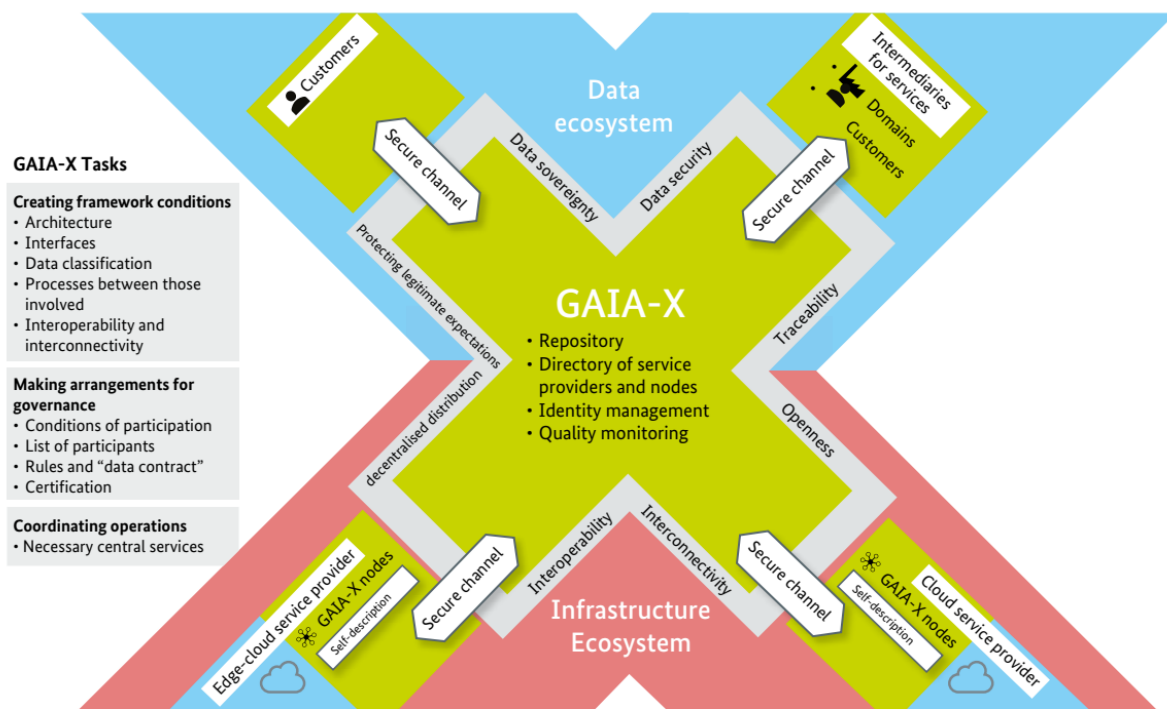 GAIA-X Tasks
Creating framework conditions
• Architecture
• Interfaces
• Data classification
• Processes between those
involved
• Interoperability and
interconnectivity
Making arrangements for
governance
• Conditions of participation
• List of participants
• Rules and “data contract”
• Certification
Coordinating operations
• Necessary central services
Customers
Secure channel
Data
ecosystem
Intermediaries
for services
Domains
Customers
Secure channel
Data sovereignty
Data security
Protecting legitimate expectations
Traceability
GAIA-X
• Repository
• Directory of service
providers and nodes
• Identity management
• Quality monitoring
decentralised distribution
Openness
Interoperability
Interconnectivity
Edge-cloud service provider
GAIA-X nodes
Self-description
Secure channel
Infrastructure
Ecosystem
Secure channel
GAIA-X nodes
Self-description
Cloud service provider